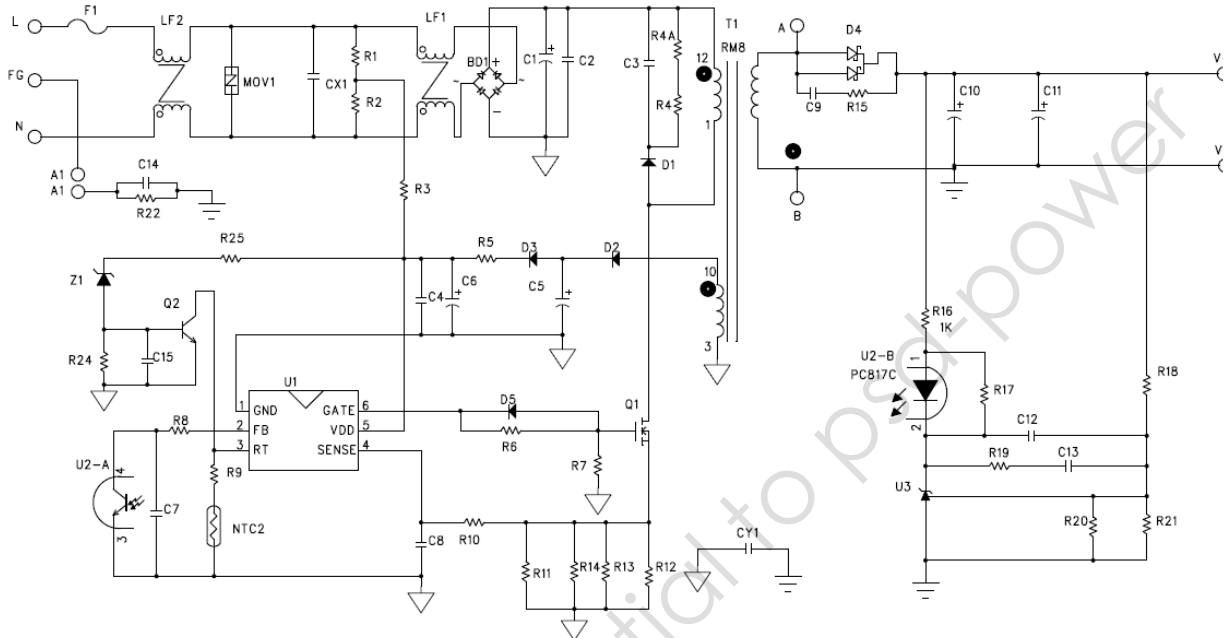 L
F1
LF2
LF1
FG
N
MOV1
CX1
R1
R2
BD1
+
~
~
−
C1
+
C2
C3
R4A
R4
D1
T1
RM8
12
1
10
3
A
B
D4
C9
R15
C10
+
C11
+
V
V
A1
A1
C14
R22
R3
R25
R5
D3
D2
Z1
Q2
R24
C15
C4
C6
+
C5
+
U1
1
GND
GATE
6
2
FB
VDD
5
3
RT
SENSE
4
R8
R9
U2-A
4
3
C7
NTC2
D5
R6
R7
Q1
C8
R10
R11
R14
R13
R12
CY1
R16
1K
U2-B
PC817C
1
2
R17
R18
C12
R19
C13
U3
R20
R21
tial to psd-power